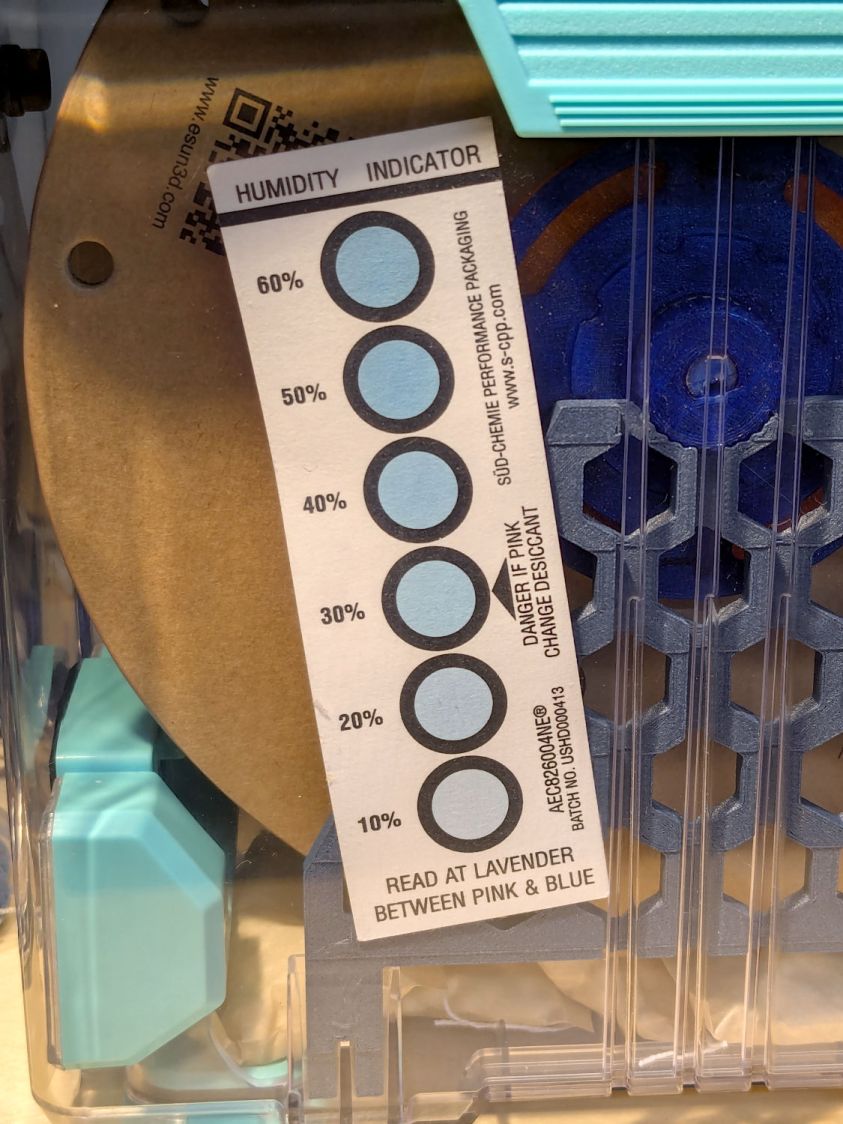 www.esun3d.com
HUMIDITY INDICATOR
60%
50%
40%
30%
20%
10%
SÜD-CHEMIE PERFORMANCE PACKAGING
www.s-cpp.com
DANGER IF PINK
CHANGE DESICCANT
AEC826004NE®
BATCH NO. USHD000413
READ AT LAVENDER
BETWEEN PINK & BLUE